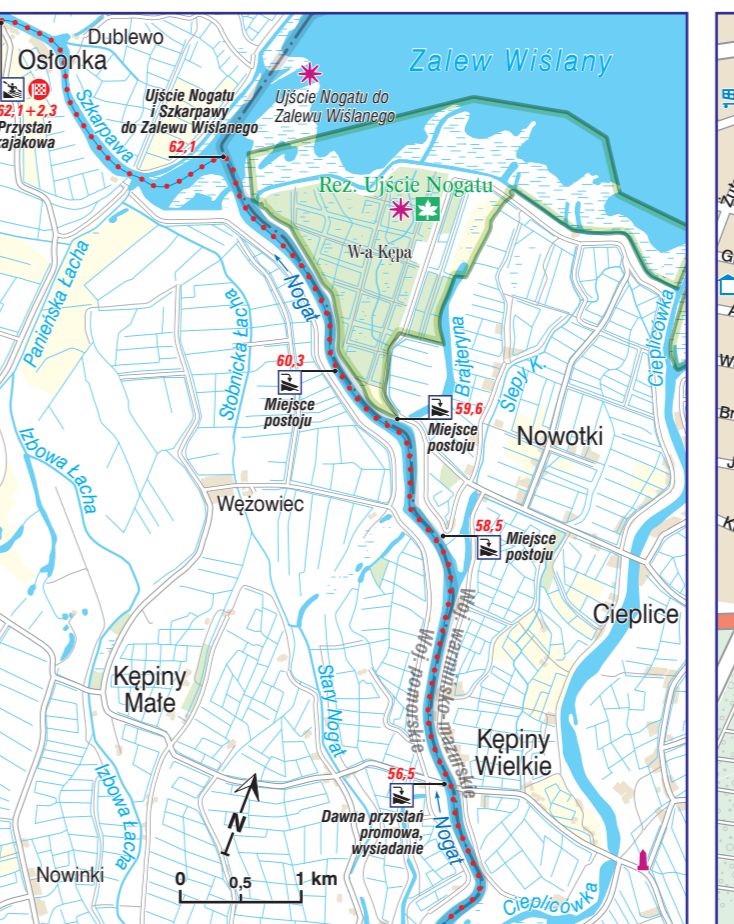 Dublewo
Osłonka
Zalew Wiślany
62,1+2,3
Przystań
kajakowa
Szkarpawa
Ujście Nogatu
i Szkarpawy
do Zalewu Wiślanego
62,1
Ujście Nogatu do
Zalewu Wiślanego
Rez. Ujście Nogatu
W-a Kępa
Nogat
Panieńska Łacha
Stobnicka Łacha
Brajteryna
Ślepy K.
Cieplicówka
60,3
Miejsce
postoju
59,6
Miejsce
postoju
Nowotki
Izbowa Łacha
Wężowiec
58,5
Miejsce
postoju
Cieplice
Woj. pomorskie
Woj. warmińsko-mazurskie
Kępiny
Małe
Stary Nogat
Kępiny
Wielkie
56,5
Dawna przystań
promowa,
wysiadanie
Nogat
Izbowa Łacha
N
Nowinki
0 0,5 1 km
Cieplicówka